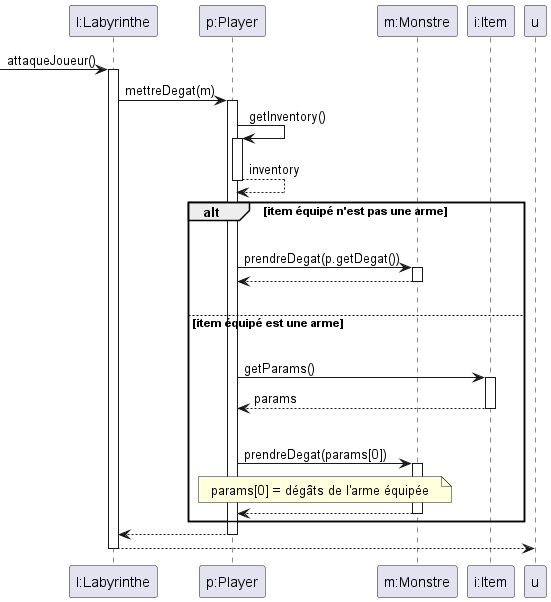 l:Labyrinthe p:Player m:Monstre i:Item u
attaqueJoueur()
mettreDegat(m)
getInventory()
inventory
alt [item équipé n'est pas une arme]
prendreDegat(p.getDegat())
[item équipé est une arme]
getParams()
params
prendreDegat(params[0])
params[0] = dégâts de l'arme équipée
l:Labyrinthe p:Player m:Monstre i:Item u